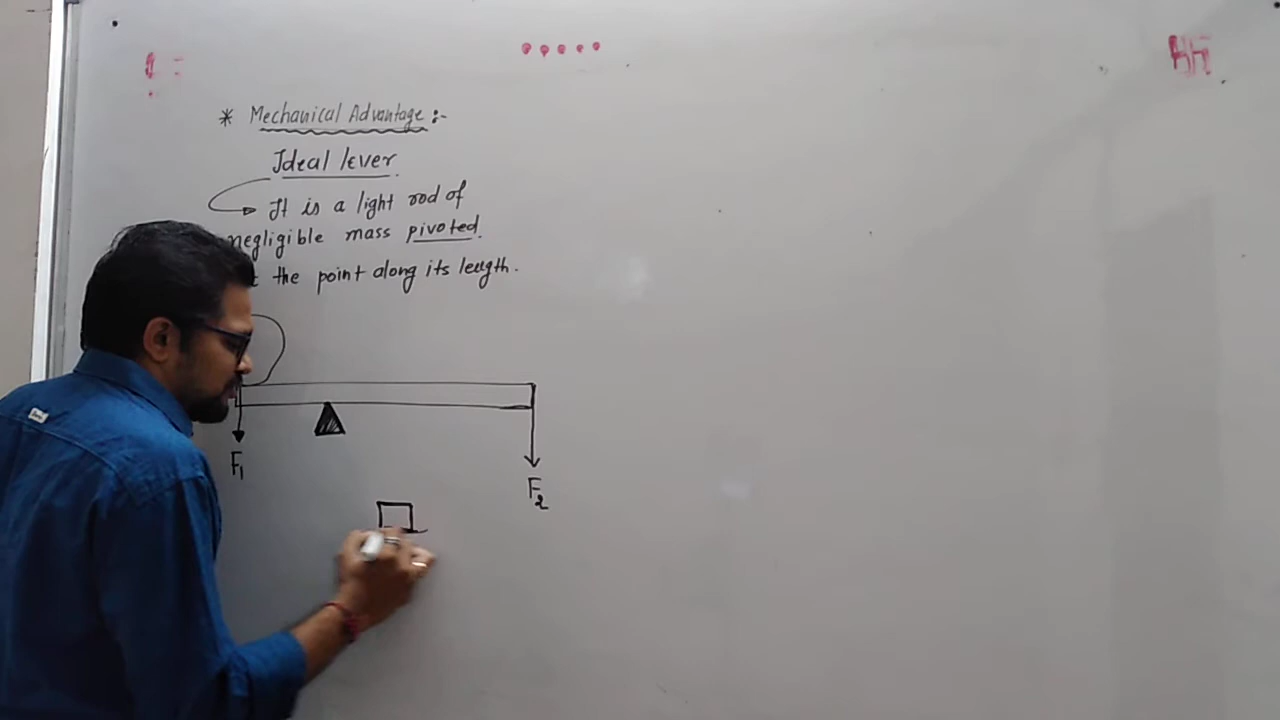 * Mechanical Advantage :-
Ideal lever
It is a light rod of
negligible mass pivoted
the point along its length.
F1
F2